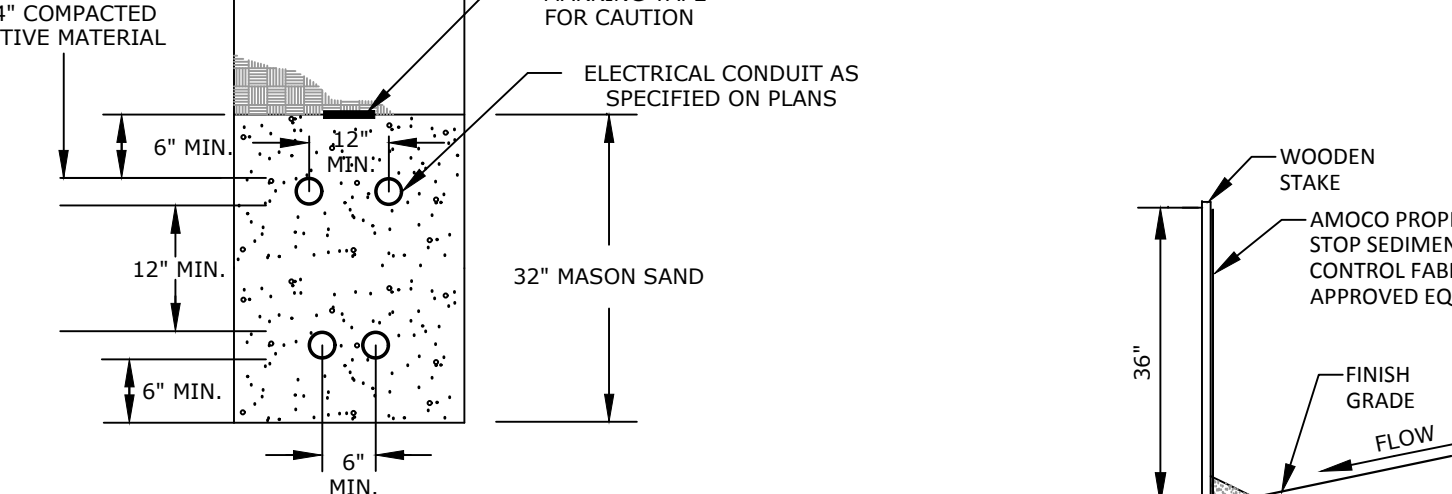 4" COMPACTED
TIVE MATERIAL
FOR CAUTION
ELECTRICAL CONDUIT AS
SPECIFIED ON PLANS
6" MIN.
12"
MIN.
12" MIN.
32" MASON SAND
6" MIN.
6"
MIN.
WOODEN
STAKE
AMOCO PROP
STOP SEDIMEN
CONTROL FAB
APPROVED EQ
36"
FINISH
GRADE
FLOW